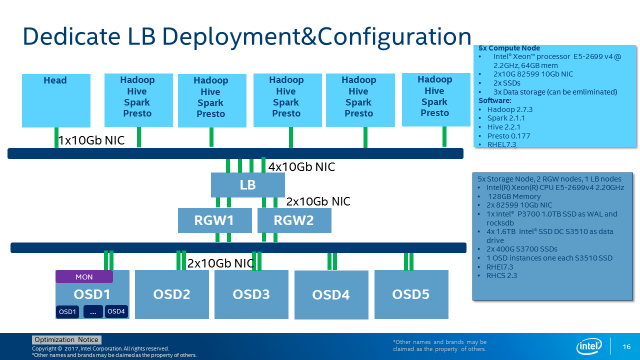 Dedicate LB Deployment&Configuration
Head
Hadoop
Hive
Spark
Presto
Hadoop
Hive
Spark
Presto
Hadoop
Hive
Spark
Presto
Hadoop
Hive
Spark
Presto
Hadoop
Hive
Spark
Presto
1x10Gb NIC
4x10Gb NIC
LB
2x10Gb NIC
RGW1
RGW2
2x10Gb NIC
MON
OSD1
OSD1
...
OSD4
OSD2
OSD3
OSD4
OSD5
5x Compute Node
• Intel® Xeon™ processor E5-2699 v4 @
2.2GHz, 64GB mem
• 2x10G 82599 10Gb NIC
• 2x SSDs
• 3x Data storage (can be emliminated)
Software:
• Hadoop 2.7.3
• Spark 2.1.1
• Hive 2.2.1
• Presto 0.177
• RHEL7.3
5x Storage Node, 2 RGW nodes, 1 LB nodes
• Intel(R) Xeon(R) CPU E5-2699v4 2.20GHz
• 128GB Memory
• 2x 82599 10Gb NIC
• 1x Intel® P3700 1.0TB SSD as WAL and
rocksdb
• 4x 1.6TB Intel® SSD DC S3510 as data
drive
• 2x 400G S3700 SSDs
• 1 OSD instances one each S3510 SSD
• RHEl7.3
• RHCS 2.3
Optimization Notice
Copyright © 2017, Intel Corporation. All rights reserved.
*Other names and brands may be claimed as the property of others.
*Other names and brands may be
claimed as the property of others.
intel
16